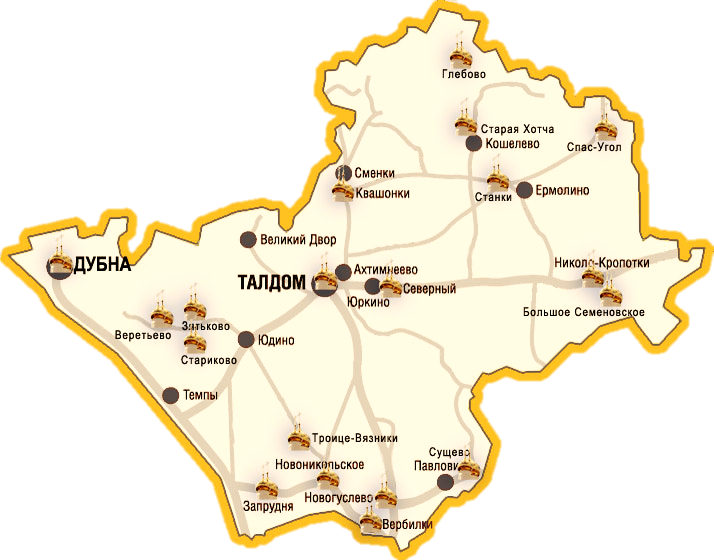 Глебово
Старая Хотча
Кошелево
Спас-Угол
Сменки
Квашонки
Станки
Ермолино
Великий Двор
ДУБНА
Николо-Кропотки
Ахтимнеево
ТАЛДОМ
Северный
Юркино
Большое Семеновское
Зятьково
Веретьево
Юдино
Стариково
Темпы
Троице-Вязники
Сущево
Новоникольское
Запрудня
Новогуслево
Вербилки